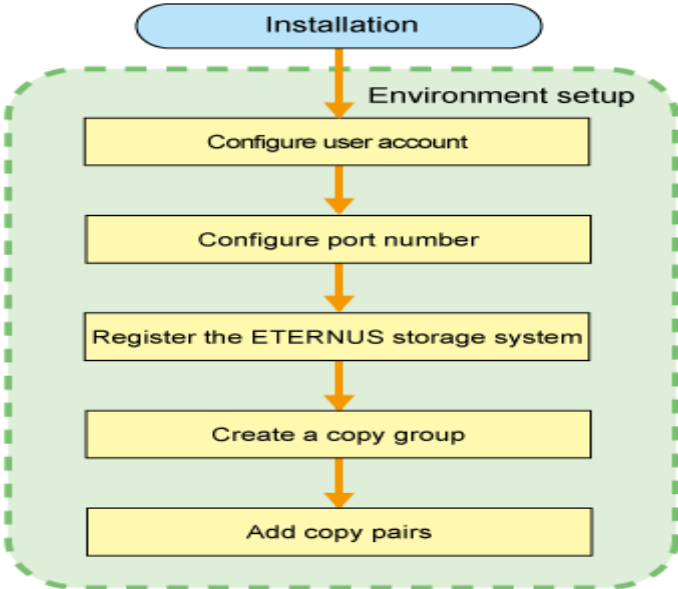 Installation
Environment setup
Configure user account
Configure port number
Register the ETERNUS storage system
Create a copy group
Add copy pairs